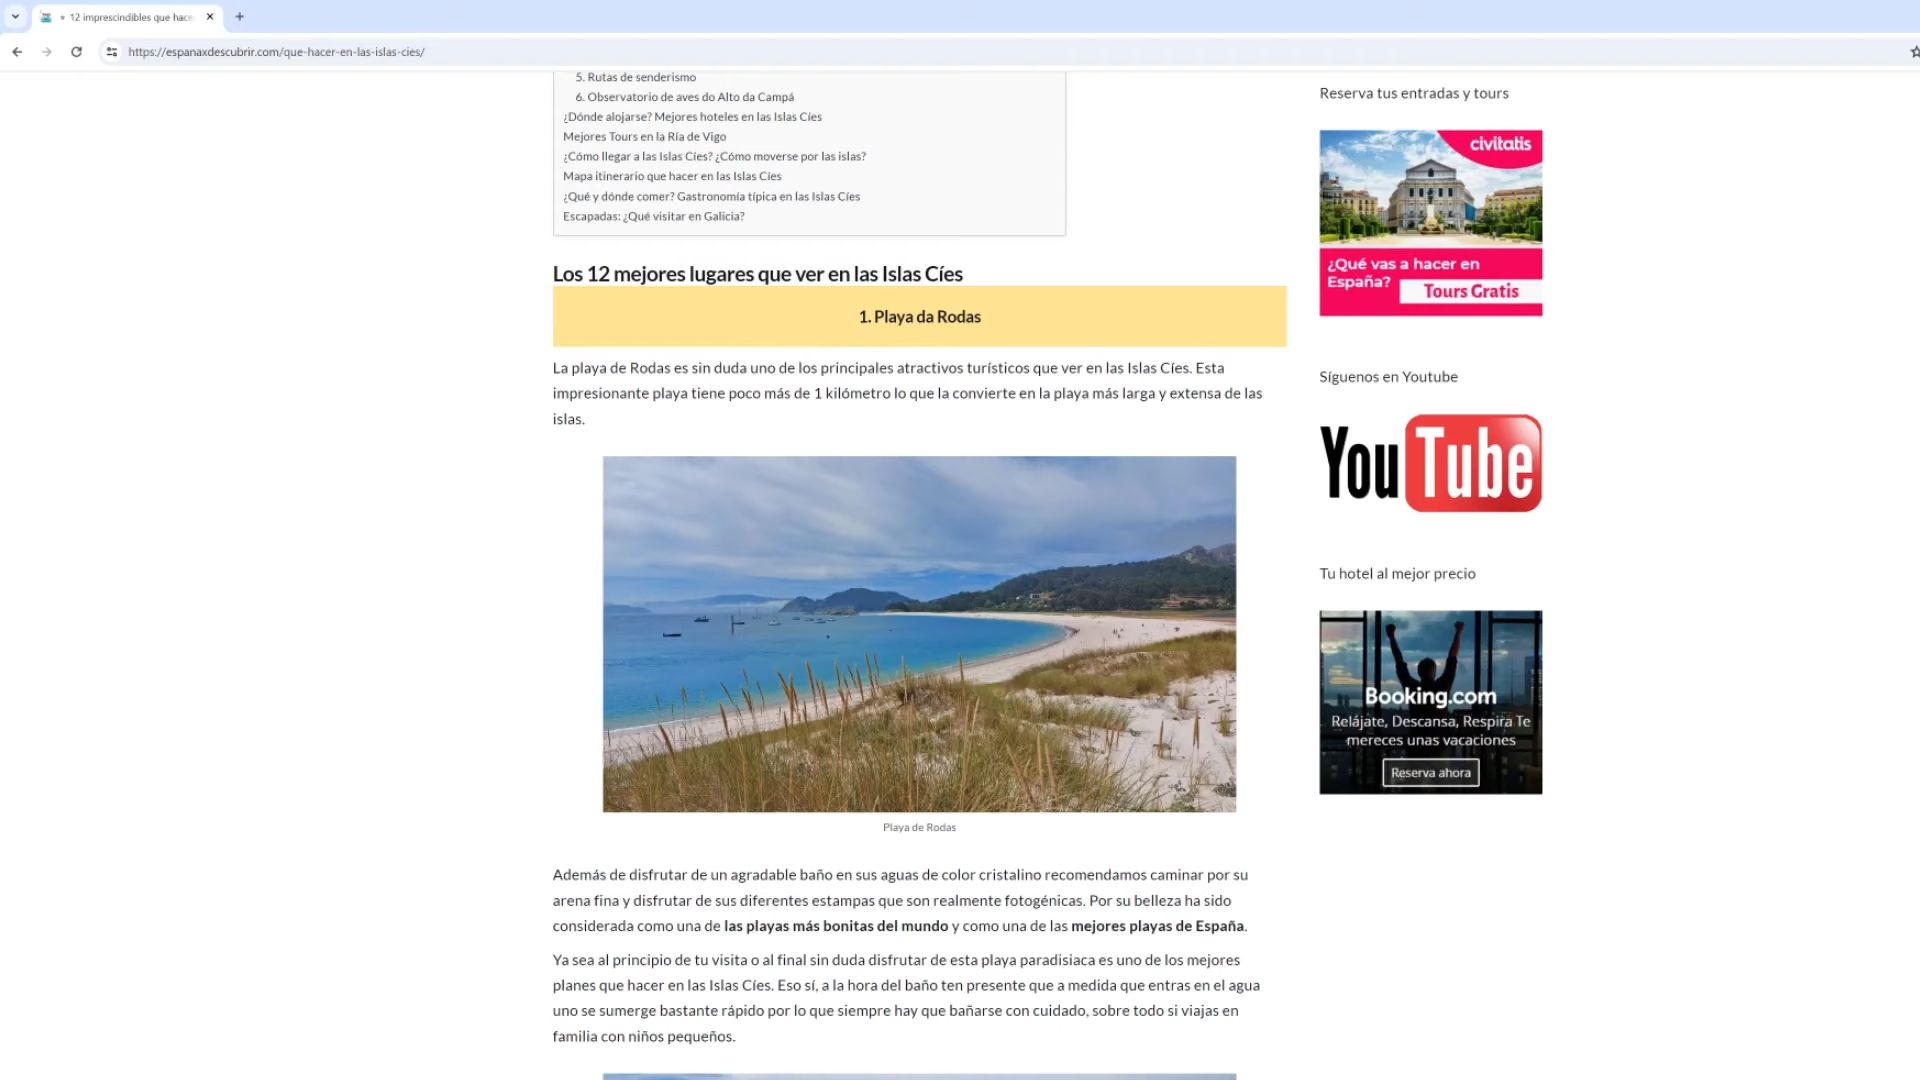 12 imprescindibles que hace
https://espanaxdescubrir.com/que-hacer-en-las-islas-cies/
5. Rutas de senderismo
6. Observatorio de aves do Alto da Campá
¿Dónde alojarse? Mejores hoteles en las Islas Cíes
Mejores Tours en la Ría de Vigo
¿Cómo llegar a las Islas Cíes? ¿Cómo moverse por las islas?
Mapa itinerario que hacer en las Islas Cíes
¿Qué y dónde comer? Gastronomía típica en las Islas Cíes
Escapadas: ¿Qué visitar en Galicia?
Los 12 mejores lugares que ver en las Islas Cíes
1. Playa da Rodas
La playa de Rodas es sin duda uno de los principales atractivos turísticos que ver en las Islas Cíes. Esta
impresionante playa tiene poco más de 1 kilómetro lo que la convierte en la playa más larga y extensa de las
islas.
Playa de Rodas
Además de disfrutar de un agradable baño en sus aguas de color cristalino recomendamos caminar por su
arena fina y disfrutar de sus diferentes estampas que son realmente fotogénicas. Por su belleza ha sido
considerada como una de las playas más bonitas del mundo y como una de las mejores playas de España.
Ya sea al principio de tu visita o al final sin duda disfrutar de esta playa paradisiaca es uno de los mejores
planes que hacer en las Islas Cíes. Eso sí, a la hora del baño ten presente que a medida que entras en el agua
uno se sumerge bastante rápido por lo que siempre hay que bañarse con cuidado, sobre todo si viajas en
familia con niños pequeños.
Reserva tus entradas y tours
civitatis
¿Qué vas a hacer en
España?
Tours Gratis
Síguenos en Youtube
YouTube
Tu hotel al mejor precio
Booking.com
Relájate, Descansa, Respira Te
mereces unas vacaciones
Reserva ahora